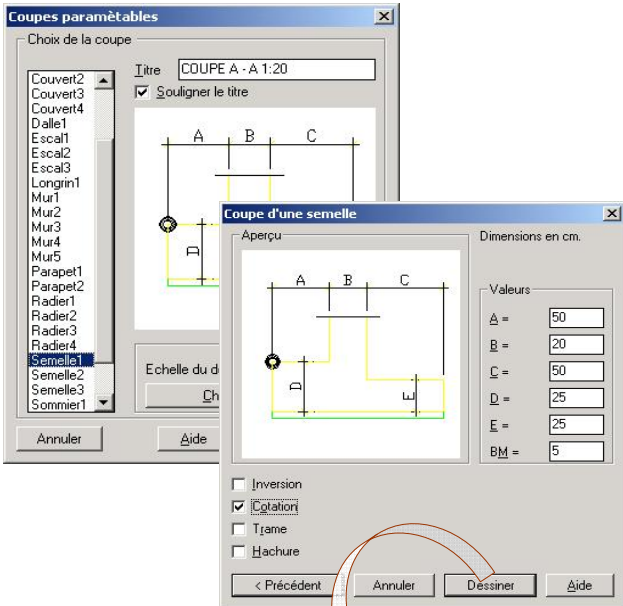 Coupes paramètables
Choix de la coupe
Couvert2
Couvert3
Couvert4
Dalle1
Escal1
Escal2
Escal3
Longrin1
Mur1
Mur2
Mur3
Mur4
Mur5
Parapet1
Parapet2
Radier1
Radier2
Radier3
Radier4
Semelle1
Semelle2
Semelle3
Sommier1
Titre COUPE A - A 1:20
Souligner le titre
A B C
D
Echelle du d
Ch
Annuler Aide
Coupe d'une semelle
Aperçu
A B C
D
E
Dimensions en cm.
Valeurs
A = 50
B = 20
C = 50
D = 25
E = 25
BM = 5
Inversion
Cotation
Trame
Hachure
< Précédent Annuler Dessiner Aide